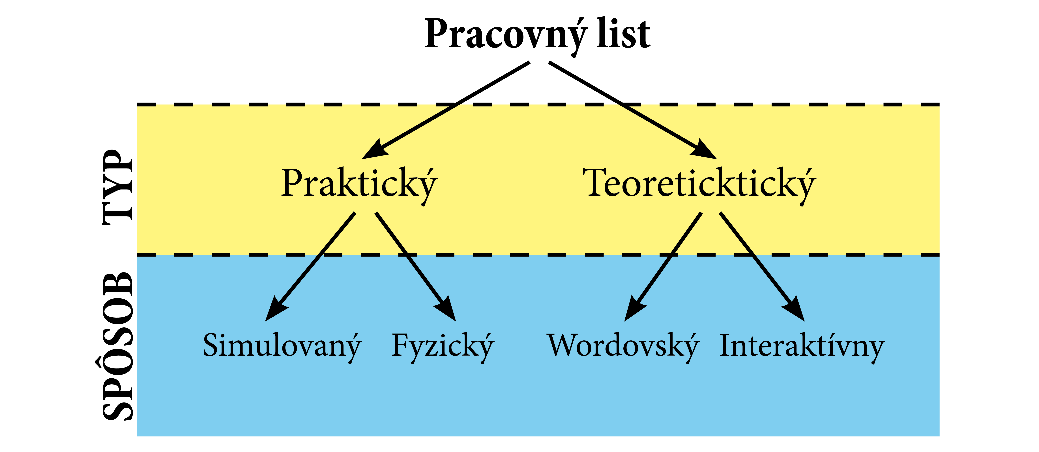 Pracovný list
TYP
Praktický
Teoreticktický
SPÔSOB
Simulovaný
Fyzický
Wordovský
Interaktívny